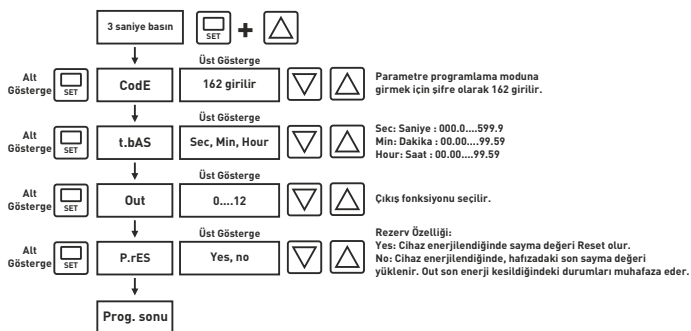 3 saniye basın
SET
+
Üst Gösterge
Alt
Gösterge
SET
CodE
162 girilir
Parametre programlama moduna
girmek için şifre olarak 162 girilir.
Üst Gösterge
Alt
Gösterge
SET
t.bAS
Sec, Min, Hour
Sec: Saniye : 000.0....599.9
Min: Dakika : 00.00....99.59
Hour: Saat : 00.00....99.59
Üst Gösterge
Alt
Gösterge
SET
Out
0....12
Çıkış fonksiyonu seçilir.
Üst Gösterge
Alt
Gösterge
SET
P.rES
Yes, no
Rezerv Özelliği:
Yes: Cihaz enerjilendiğinde sayma değeri Reset olur.
No: Cihaz enerjilendiğinde, hafızadaki son sayma değeri
yüklenir. Out son enerji kesildiğindeki durumları muhafaza eder.
Prog. sonu